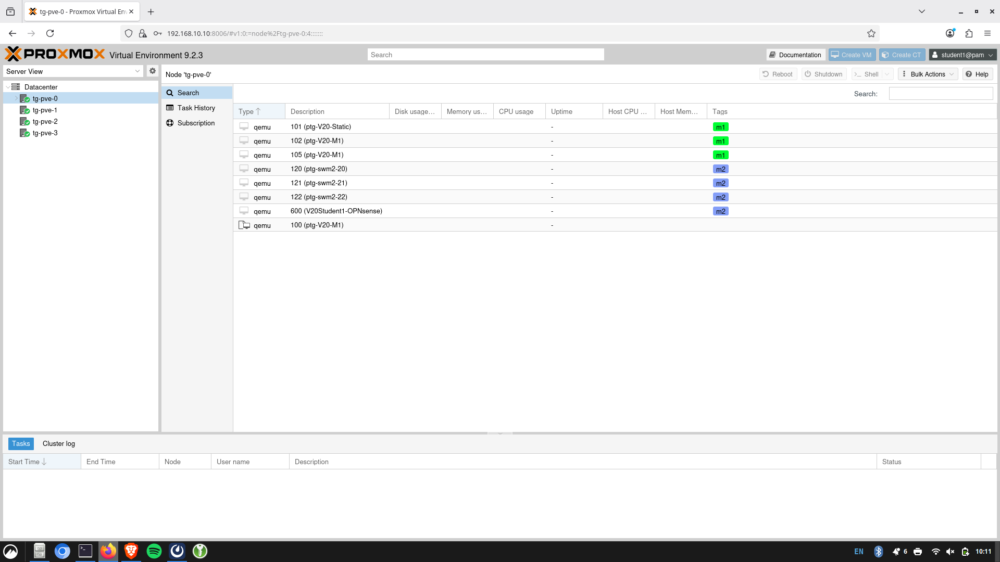 tg-pve-0 - Proxmox Virtual En
192.168.10.10:8006/#v1:0:=node%2Ftg-pve-0:4:::::::
PROXMOX Virtual Environment 9.2.3
Search
Documentation
Create VM
Create CT
student1@pam
Server View
Node 'tg-pve-0'
Reboot
Shutdown
Shell
Bulk Actions
Help
Datacenter
tg-pve-0
tg-pve-1
tg-pve-2
tg-pve-3
Search
Task History
Subscription
Search:
Type Description Disk usage... Memory us... CPU usage Uptime Host CPU ... Host Mem... Tags
qemu 101 (ptg-V20-Static) - m1
qemu 102 (ptg-V20-M1) - m1
qemu 105 (ptg-V20-M1) - m1
qemu 120 (ptg-swm2-20) - m2
qemu 121 (ptg-swm2-21) - m2
qemu 122 (ptg-swm2-22) - m2
qemu 600 (V20Student1-OPNsense) - m2
qemu 100 (ptg-V20-M1) -
Tasks Cluster log
Start Time End Time Node User name Description Status
EN 6 10:11